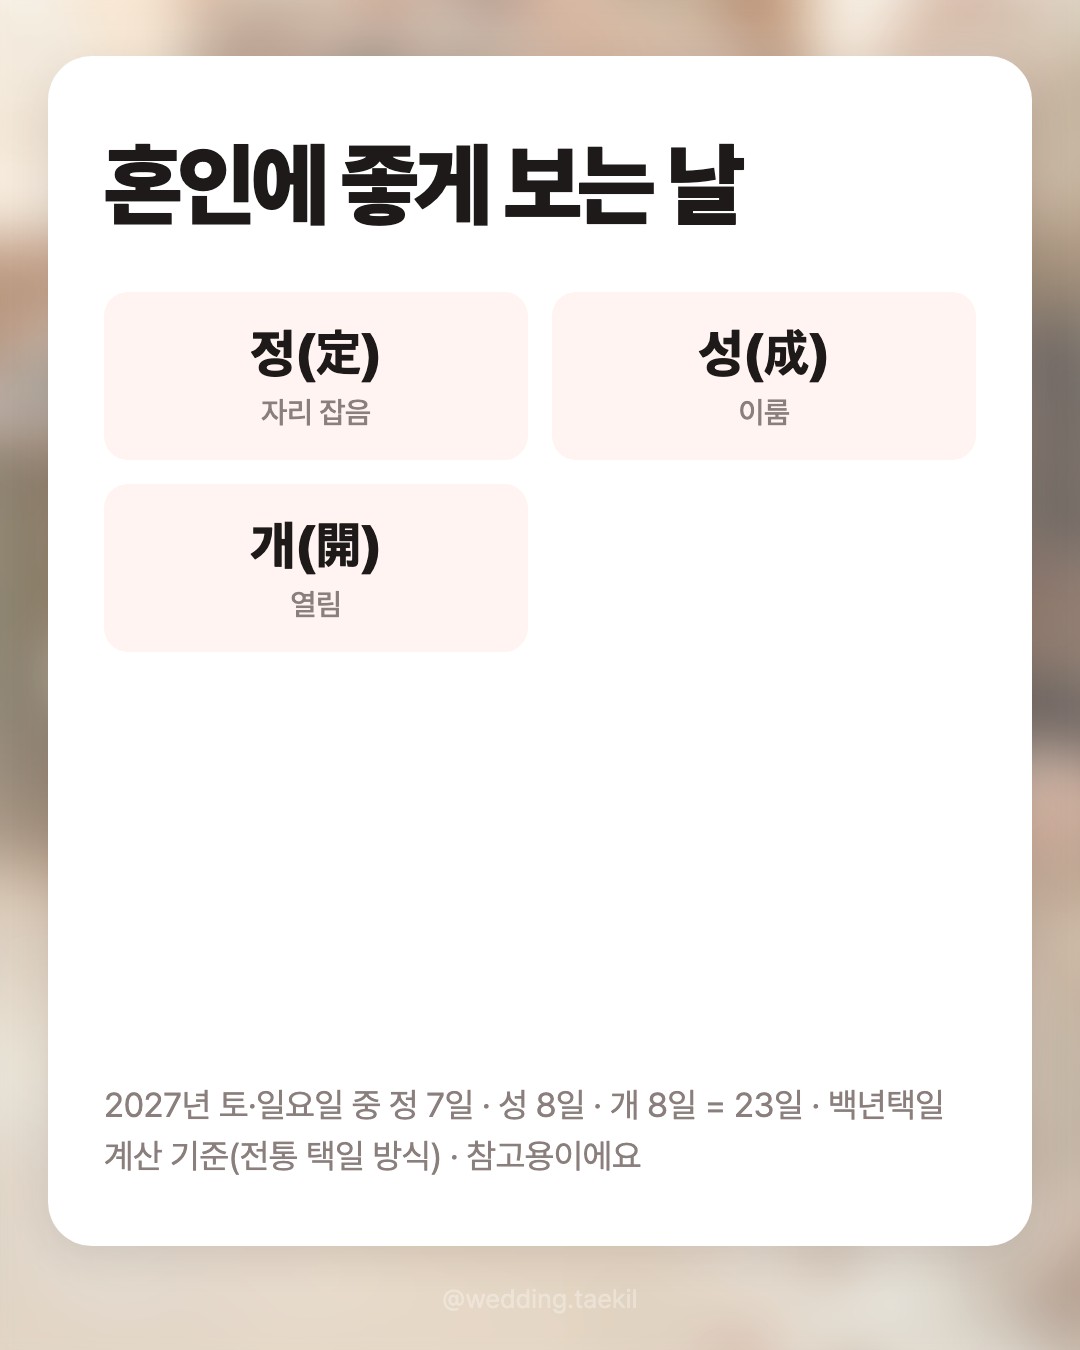 혼인에 좋게 보는 날
정(定)
자리 잡음
성(成)
이룸
개(開)
열림
2027년 토·일요일 중 정 7일 · 성 8일 · 개 8일 = 23일 · 백년택일
계산 기준(전통 택일 방식) · 참고용이에요
@wedding.taekil